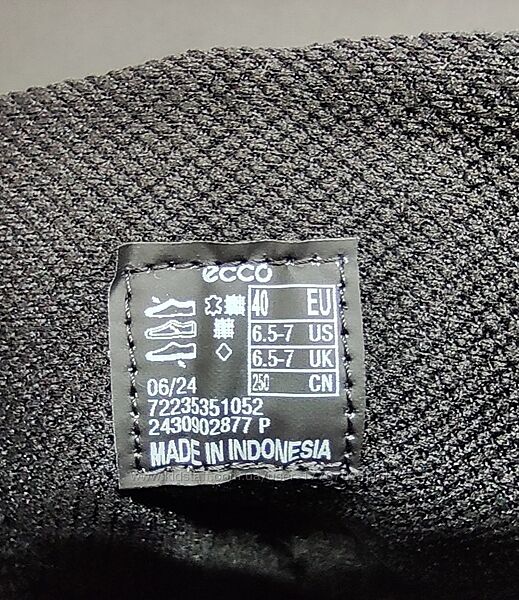 ecco
40 EU
6.5-7 US
6.5-7 UK
250 CN
06/24
72235351052
2430902877 P
MADE IN INDONESIA